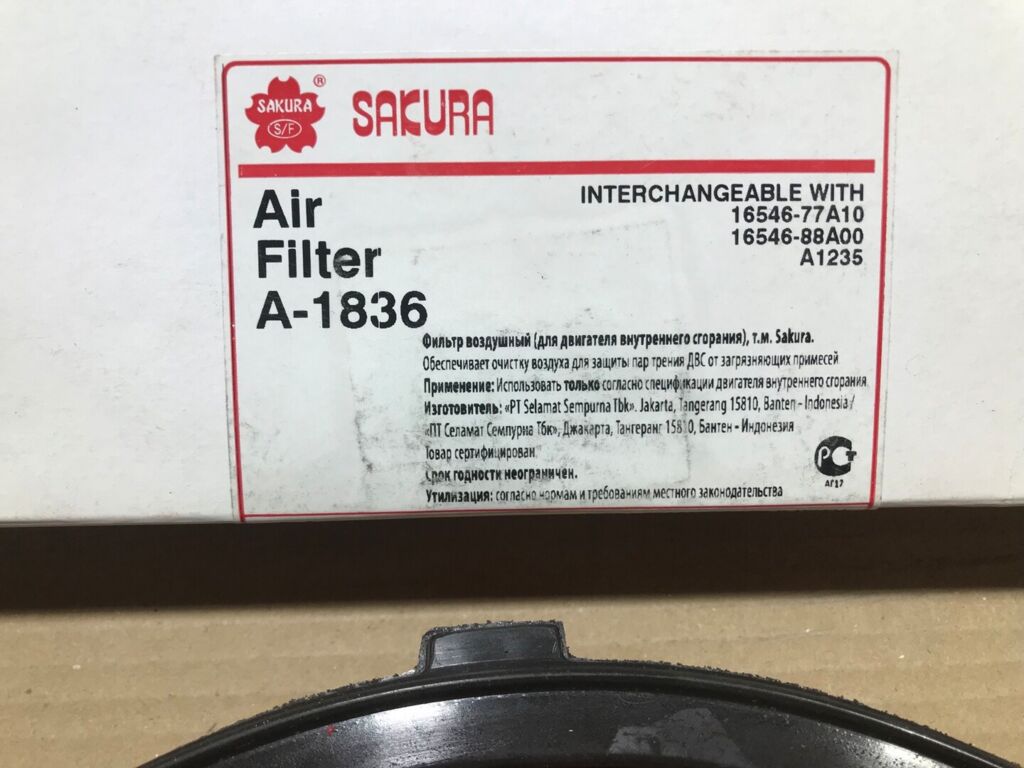 SAKURA
S/F
®
SAKURA
Air
Filter
A-1836
INTERCHANGEABLE WITH
16546-77A10
16546-88A00
A1235
Фильтр воздушный (для двигателя внутреннего сгорания), т.м. Sakura.
Обеспечивает очистку воздуха для защиты пар трения ДВС от загрязняющих примесей
Применение: Использовать только согласно спецификации двигателя внутреннего сгорания
Изготовитель: «PT Selamat Sempurna Tbk». Jakarta, Tangerang 15810, Banten - Indonesia /
«ПТ Селамат Семпурна Тбк», Джакарта, Тангеранг 15810, Бантен - Индонезия
Товар сертифицирован.
Срок годности неограничен.
Утилизация: согласно нормам и требованиям местного законодательства
РСТ
АГ17